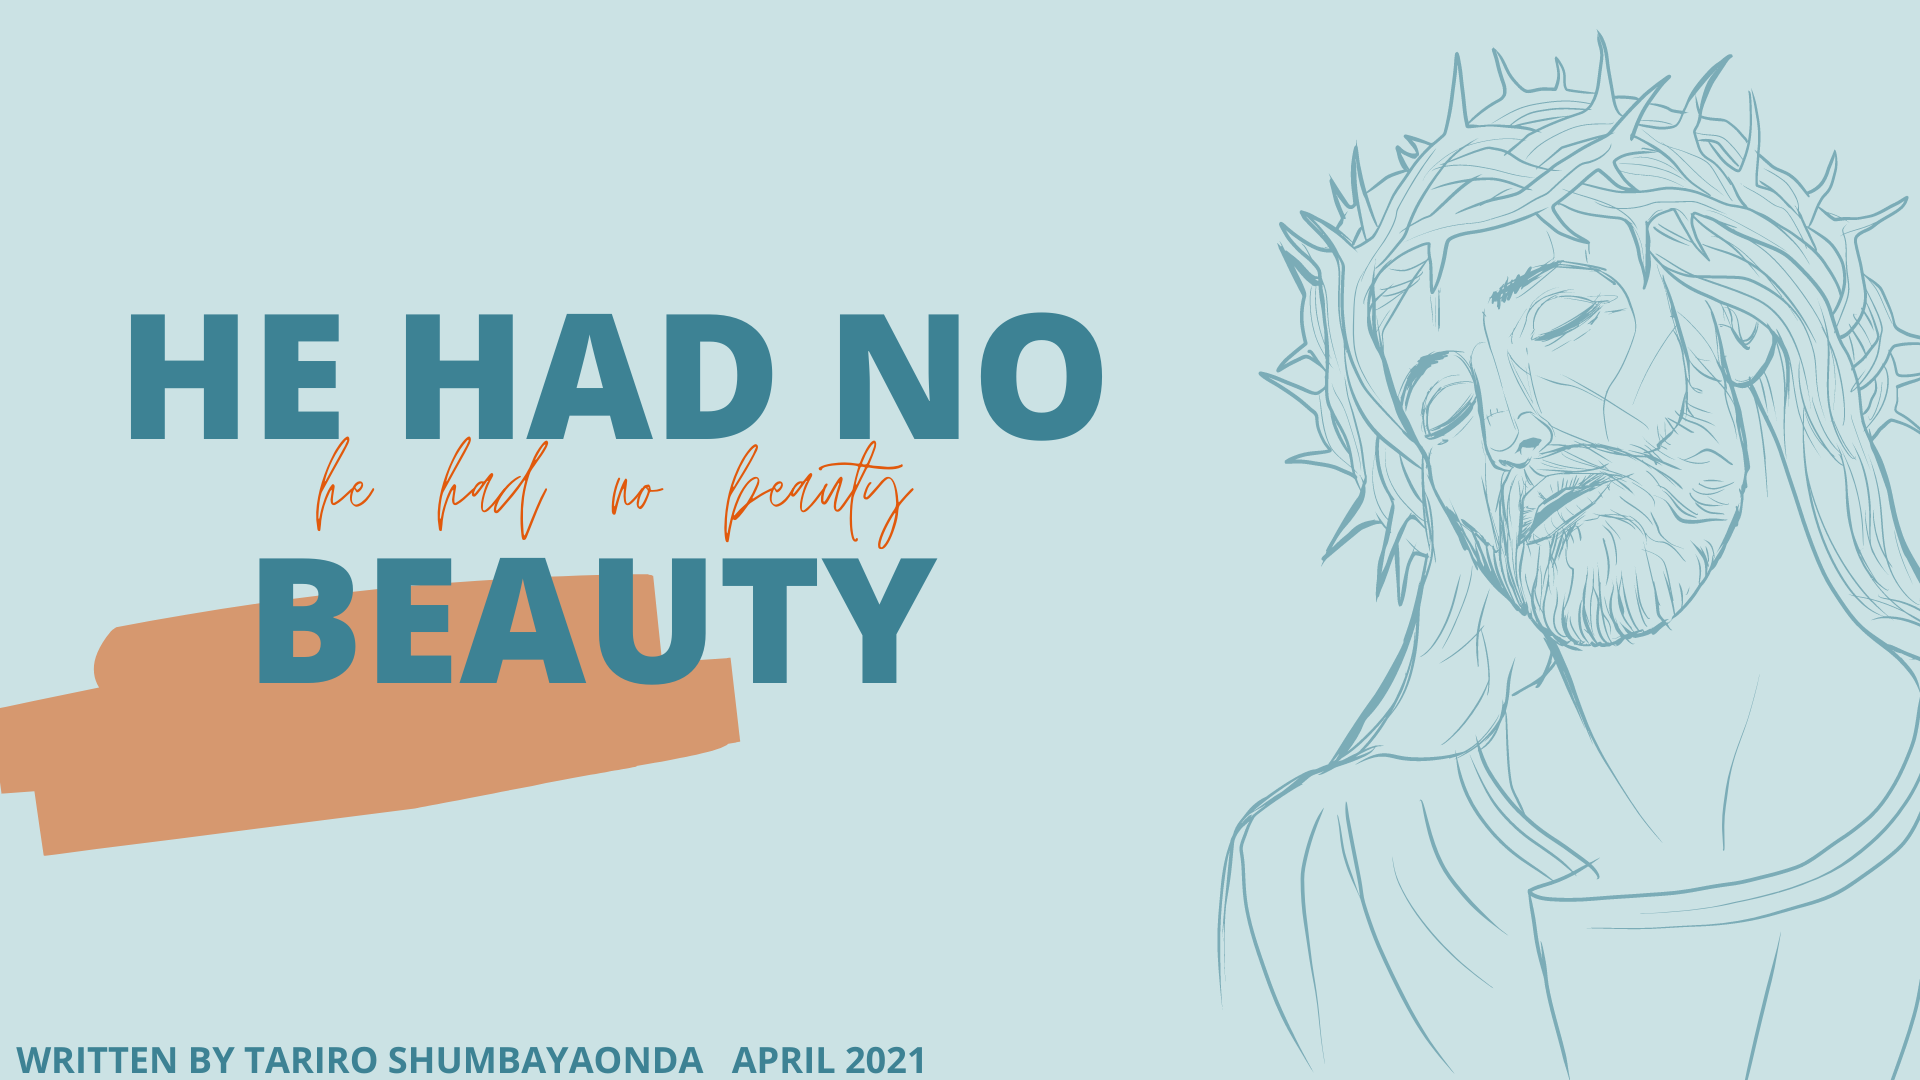 HE HAD NO
he had no beauty
BEAUTY
WRITTEN BY TARIRO SHUMBAYAONDA APRIL 2021